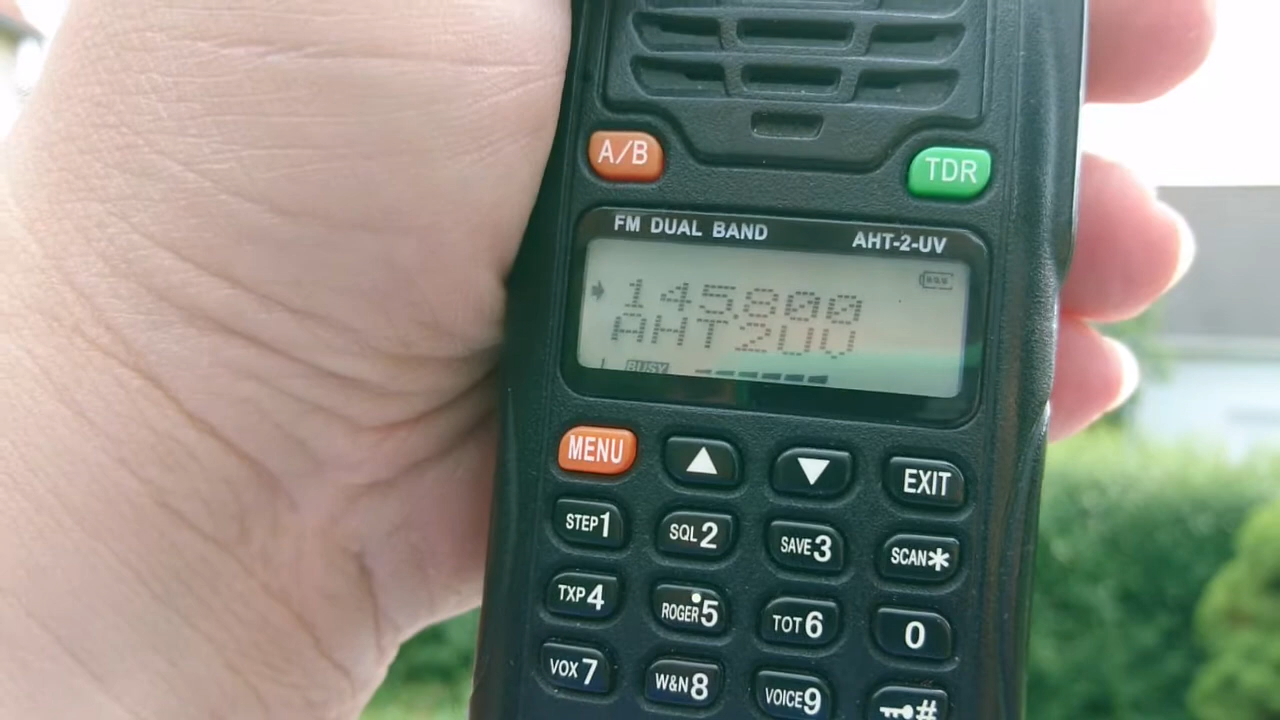 A/B
TDR
FM DUAL BAND AHT-2-UV
145.800
AHT2UV
L BUSY
MENU ▲ ▼ EXIT
STEP1 SQL2 SAVE3 SCAN*
TXP4 ROGER5 TOT6 0
VOX7 W&N8 VOICE9 #